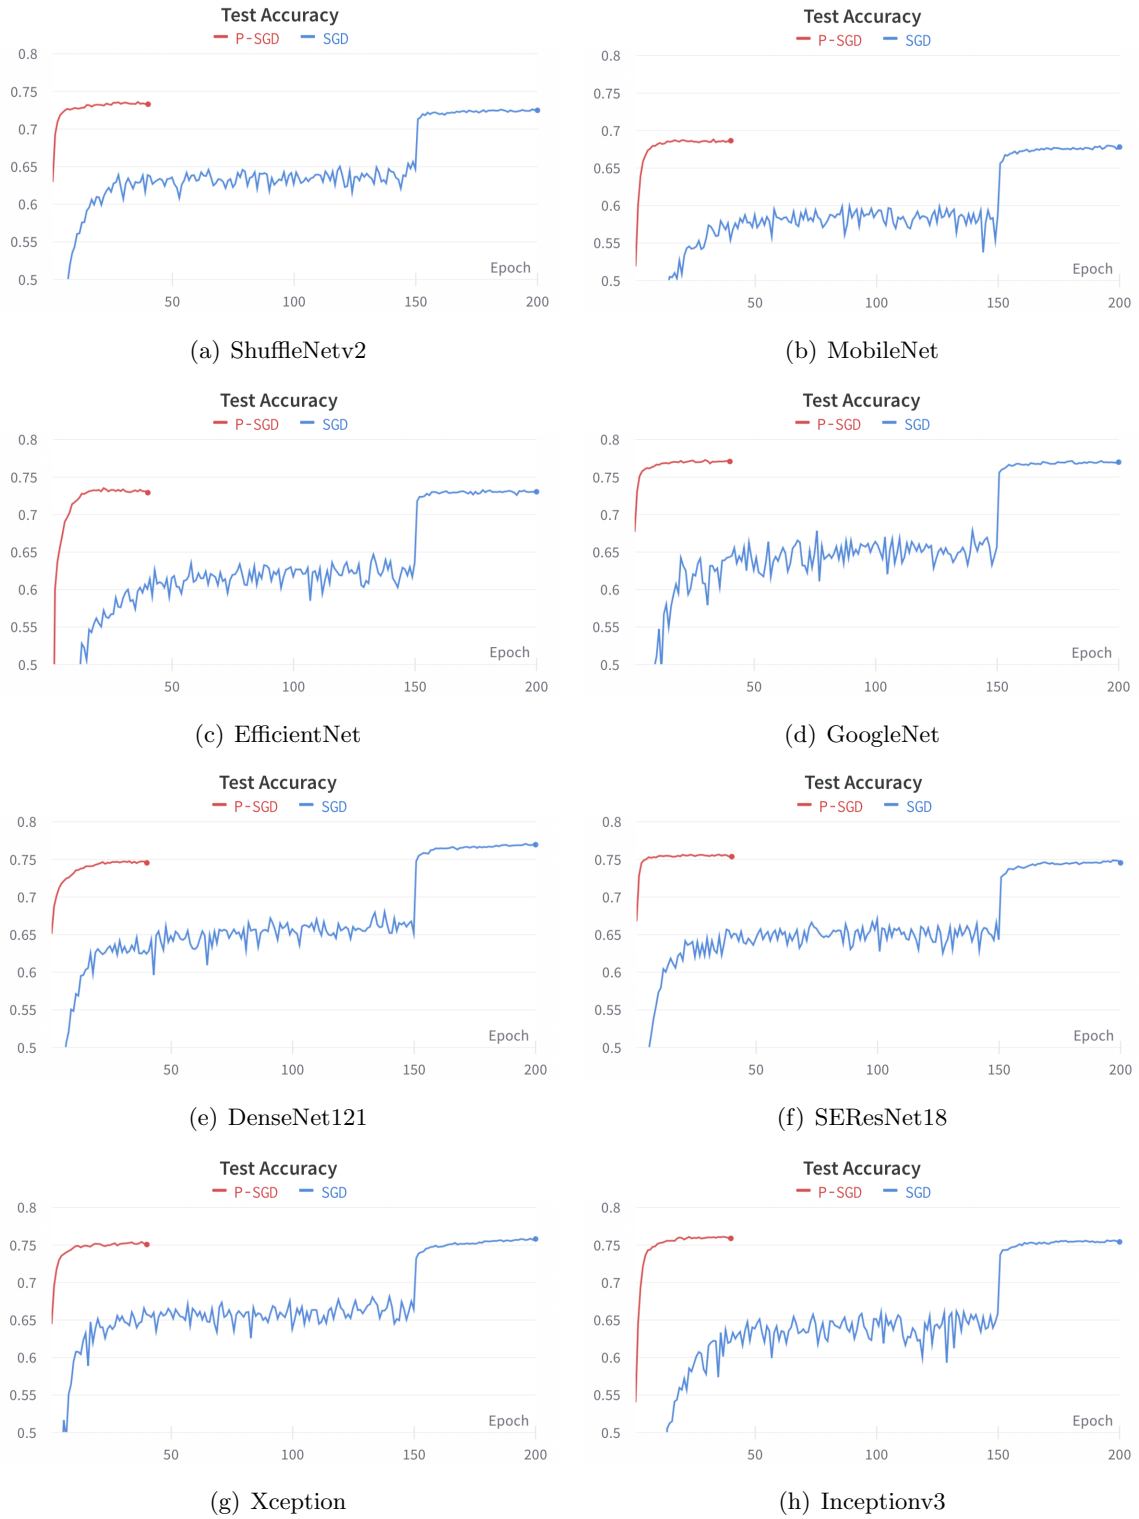 Test Accuracy
P-SGD SGD
0.8
0.75
0.7
0.65
0.6
0.55
0.5
Epoch
50 100 150 200
(a) ShuffleNetv2
Test Accuracy
P-SGD SGD
0.8
0.75
0.7
0.65
0.6
0.55
0.5
Epoch
50 100 150 200
(b) MobileNet
Test Accuracy
P-SGD SGD
0.8
0.75
0.7
0.65
0.6
0.55
0.5
Epoch
50 100 150 200
(c) EfficientNet
Test Accuracy
P-SGD SGD
0.8
0.75
0.7
0.65
0.6
0.55
0.5
Epoch
50 100 150 200
(d) GoogleNet
Test Accuracy
P-SGD SGD
0.8
0.75
0.7
0.65
0.6
0.55
0.5
Epoch
50 100 150 200
(e) DenseNet121
Test Accuracy
P-SGD SGD
0.8
0.75
0.7
0.65
0.6
0.55
0.5
Epoch
50 100 150 200
(f) SEResNet18
Test Accuracy
P-SGD SGD
0.8
0.75
0.7
0.65
0.6
0.55
0.5
Epoch
50 100 150 200
(g) Xception
Test Accuracy
P-SGD SGD
0.8
0.75
0.7
0.65
0.6
0.55
0.5
Epoch
50 100 150 200
(h) Inceptionv3